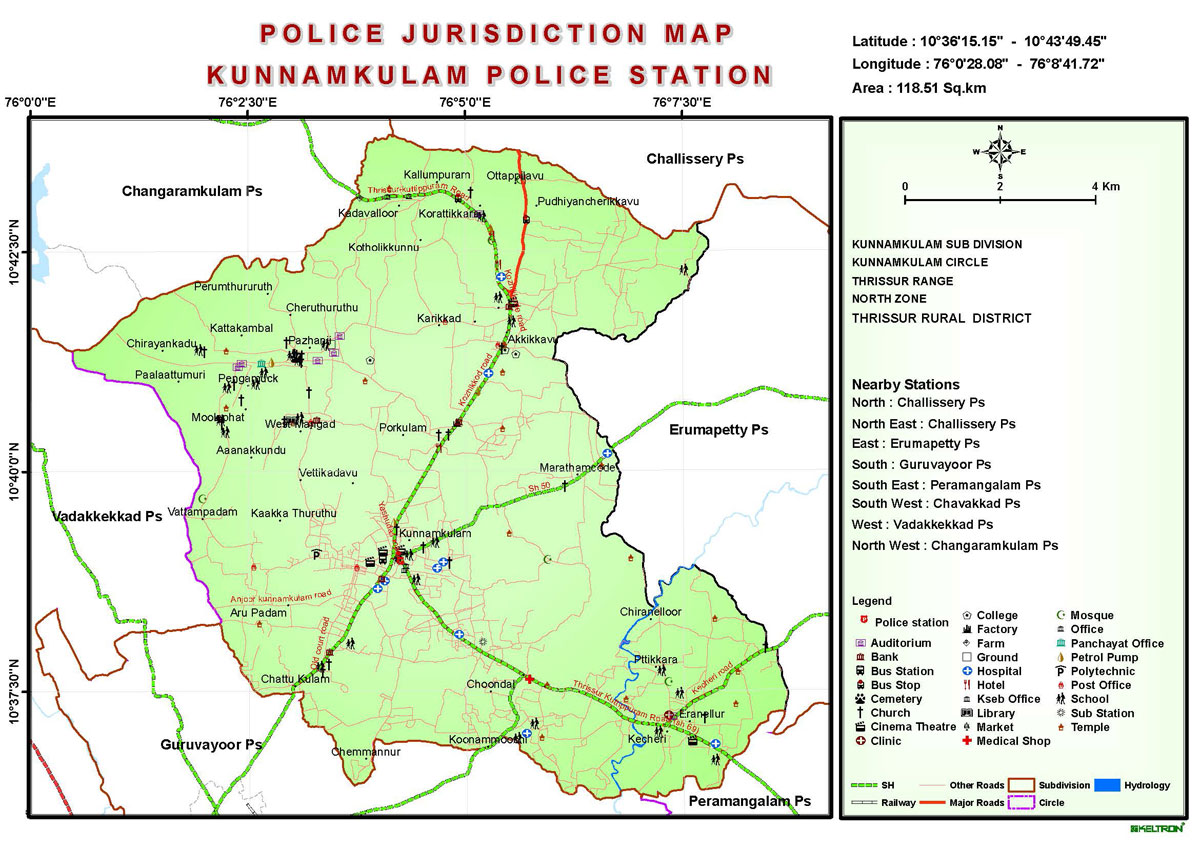 POLICE JURISDICTION MAP
KUNNAMKULAM POLICE STATION
Latitude : 10°36'15.15" - 10°43'49.45"
Longitude : 76°0'28.08" - 76°8'41.72"
Area : 118.51 Sq.km
76°0'0"E
76°2'30"E
76°5'0"E
76°7'30"E
10°42'30"N
10°40'0"N
10°37'30"N
Challissery Ps
Changaramkulam Ps
Kallumpuram
Ottappilavu
Thrissur-kuttippuram Road
Kadavalloor
Korattikkara
Pudhiyancherikkavu
Kotholikkunnu
Perumthururuth
Cheruthuruthu
Kattakambal
Karikkad
Chirayankadu
Pazhanji
Akkikkavu
Kozhikkod road
Paalaattumuri
Pengamuck
Moolephat
West Mangad
Porkulam
Erumapetty Ps
Aaanakkundu
Vettikadavu
Marathamcode
Sh 50
Vadakkekkad Ps
Vattampadam
Kaakka Thuruthu
Kunnamkulam
Anjoor kunnamkulam road
Aru Padam
Chiranelloor
Old court road
Pttikkara
Chattu Kulam
Choondal
Kecheri road
Thrissur Kuttippuram Road (sh 69)
Eranellur
Guruvayoor Ps
Chemmannur
Koonammoochi
Kecheri
Peramangalam Ps
N
W
E
S
0
2
4 Km
KUNNAMKULAM SUB DIVISION
KUNNAMKULAM CIRCLE
THRISSUR RANGE
NORTH ZONE
THRISSUR RURAL DISTRICT
Nearby Stations
North : Challissery Ps
North East : Challissery Ps
East : Erumapetty Ps
South : Guruvayoor Ps
South East : Peramangalam Ps
South West : Chavakkad Ps
West : Vadakkekkad Ps
North West : Changaramkulam Ps
Legend
Police station
Auditorium
Bank
Bus Station
Bus Stop
Cemetery
Church
Cinema Theatre
Clinic
College
Factory
Farm
Ground
Hospital
Hotel
Kseb Office
Library
Market
Medical Shop
Mosque
Office
Panchayat Office
Petrol Pump
Polytechnic
Post Office
School
Sub Station
Temple
SH
Other Roads
Subdivision
Hydrology
Railway
Major Roads
Circle
KELTRON